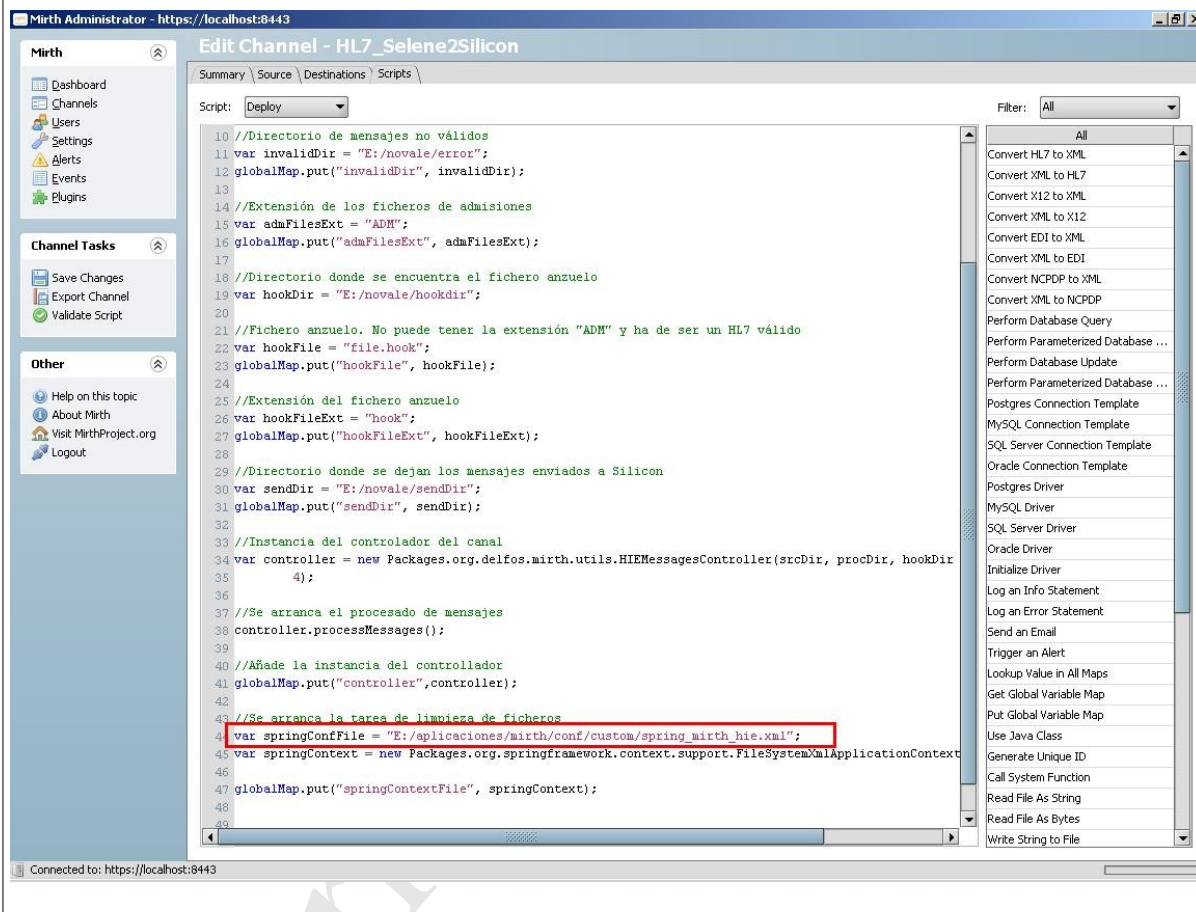 Mirth Administrator - https://localhost:8443
Mirth
Dashboard
Channels
Users
Settings
Alerts
Events
Plugins
Channel Tasks
Save Changes
Export Channel
Validate Script
Other
Help on this topic
About Mirth
Visit MirthProject.org
Logout
Edit Channel - HL7_Selene2Silicon
Summary Source Destinations Scripts
Script: Deploy
Filter: All
10 //Directorio de mensajes no válidos
11 var invalidDir = "E:/novale/error";
12 globalMap.put("invalidDir", invalidDir);
13
14 //Extensión de los ficheros de admisiones
15 var admFilesExt = "ADM";
16 globalMap.put("admFilesExt", admFilesExt);
17
18 //Directorio donde se encuentra el fichero anzuelo
19 var hookDir = "E:/novale/hookdir";
20
21 //Fichero anzuelo. No puede tener la extensión "ADM" y ha de ser un HL7 válido
22 var hookFile = "file.hook";
23 globalMap.put("hookFile", hookFile);
24
25 //Extensión del fichero anzuelo
26 var hookFileExt = "hook";
27 globalMap.put("hookFileExt", hookFileExt);
28
29 //Directorio donde se dejan los mensajes enviados a Silicon
30 var sendDir = "E:/novale/sendDir";
31 globalMap.put("sendDir", sendDir);
32
33 //Instancia del controlador del canal
34 var controller = new Packages.org.delfos.mirth.utils.HIEMessagesController(srcDir, procDir, hookDir
35 4);
36
37 //Se arranca el procesado de mensajes
38 controller.processMessages();
39
40 //Añade la instancia del controllador
41 globalMap.put("controller",controller);
42
43 //Se arranca la tarea de limpieza de ficheros
44 var springConfFile = "E:/aplicaciones/mirth/conf/custom/spring_mirth_hie.xml";
45 var springContext = new Packages.org.springframework.context.support.FileSystemXmlApplicationContext
46
47 globalMap.put("springContextFile", springContext);
48
49
All
Convert HL7 to XML
Convert XML to HL7
Convert X12 to XML
Convert XML to X12
Convert EDI to XML
Convert XML to EDI
Convert NCPDP to XML
Convert XML to NCPDP
Perform Database Query
Perform Parameterized Database ...
Perform Database Update
Perform Parameterized Database ...
Postgres Connection Template
MySQL Connection Template
SQL Server Connection Template
Oracle Connection Template
Postgres Driver
MySQL Driver
SQL Server Driver
Oracle Driver
Initialize Driver
Log an Info Statement
Log an Error Statement
Send an Email
Trigger an Alert
Lookup Value in All Maps
Get Global Variable Map
Put Global Variable Map
Use Java Class
Generate Unique ID
Call System Function
Read File As String
Read File As Bytes
Write String to File
Connected to: https://localhost:8443